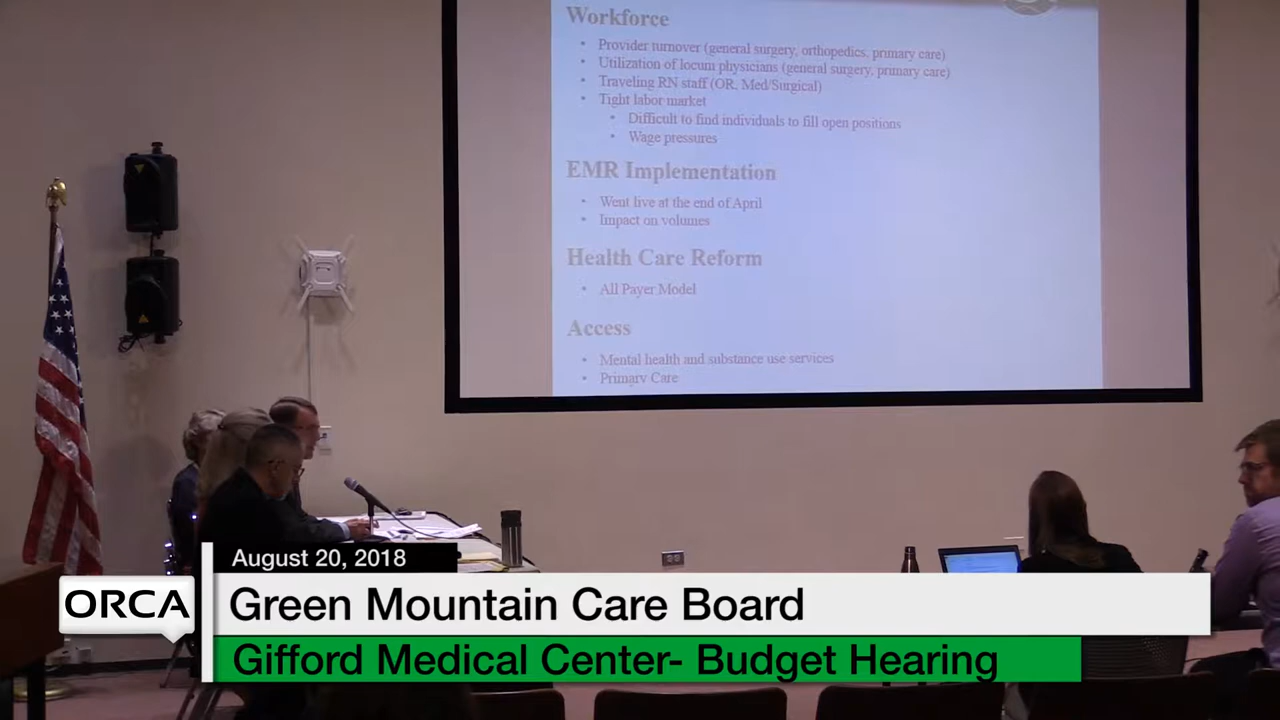 Workforce
• Provider turnover (general surgery, orthopedics, primary care)
• Utilization of locum physicians (general surgery, primary care)
• Traveling RN staff (OR, Med/Surgical)
• Tight labor market
• Difficult to find individuals to fill open positions
• Wage pressures
EMR Implementation
• Went live at the end of April
• Impact on volumes
Health Care Reform
• All Payer Model
Access
• Mental health and substance use services
• Primary Care
August 20, 2018
ORCA
Green Mountain Care Board
Gifford Medical Center- Budget Hearing